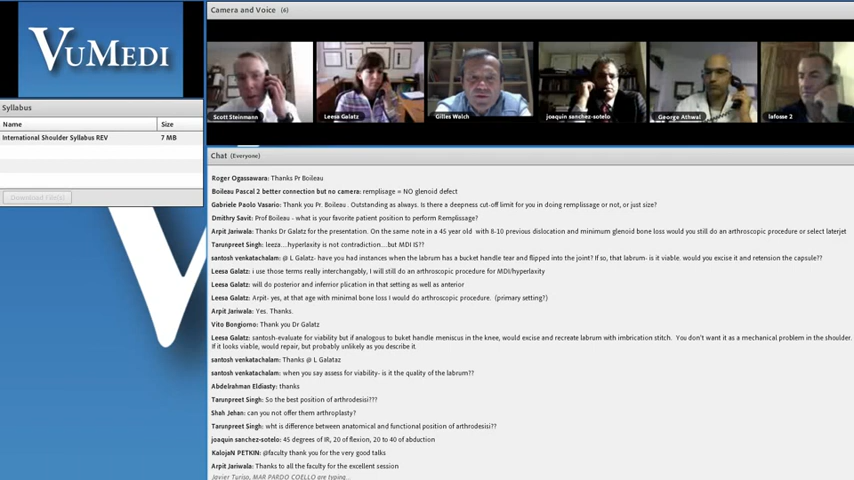 VuMEDi
Camera and Voice (6)
Scott Steinmann
Leesa Galatz
Gilles Walch
joaquin sanchez-sotelo
George Athwal
lafosse 2
Syllabus
Name Size
International Shoulder Syllabus REV 7 MB
Download File(s)
Chat (Everyone)
Roger Ogassawara: Thanks Pr Boileau
Boileau Pascal 2 better connection but no camera: remplisage = NO glenoid defect
Gabriele Paolo Vasario: Thank you Pr. Boileau . Outstanding as always. Is there a deepness cut-off limit for you in doing remplissage or not, or just size?
Dmithry Savit: Prof Boileau - what is your favorite patient position to perform Remplissage?
Arpit Jariwala: Thanks Dr Galatz for the presentation. On the same note in a 45 year old with 8-10 previous dislocation and minimum glenoid bone loss would you still do an arthroscopic procedure or select laterjet
Tarunpreet Singh: leeza...hyperlaxity is not contradiction...but MDI IS??
santosh venkatachalam: @ L Galatz- have you had instances when the labrum has a bucket handle tear and flipped into the joint? If so, that labrum- is it viable. would you excise it and retension the capsule??
Leesa Galatz: i use those terms really interchangably, I will still do an arthroscopic procedure for MDI/hyperlaxity
Leesa Galatz: will do posterior and inferrior plication in that setting as well as anterior
Leesa Galatz: Arpit- yes, at that age with minimal bone loss I would do arthroscopic procedure. (primary setting?)
Arpit Jariwala: Yes. Thanks.
Vito Bongiorno: Thank you Dr Galatz
Leesa Galatz: santosh-evaluate for viability but if analogous to buket handle meniscus in the knee, would excise and recreate labrum with imbrication stitch. You don't want it as a mechanical problem in the shoulder.
If it looks viable, would repair, but probably unlikely as you describe it.
santosh venkatachalam: Thanks @ L Galataz
santosh venkatachalam: when you say assess for viability- is it the quality of the labrum??
Abdelrahman Eldiasty: thanks
Tarunpreet Singh: So the best position of arthrodesisi???
Shah Jehan: can you not offer them arthroplasty?
Tarunpreet Singh: wht is difference between anatomical and functional position of arthrodesisi??
joaquin sanchez-sotelo: 45 degrees of IR, 20 of flexion, 20 to 40 of abduction
KalojaN PETKIN: @faculty thank you for the very good talks
Arpit Jariwala: Thanks to all the faculty for the excellent session
Javier Turiso, MAR PARDO COELLO are typing...